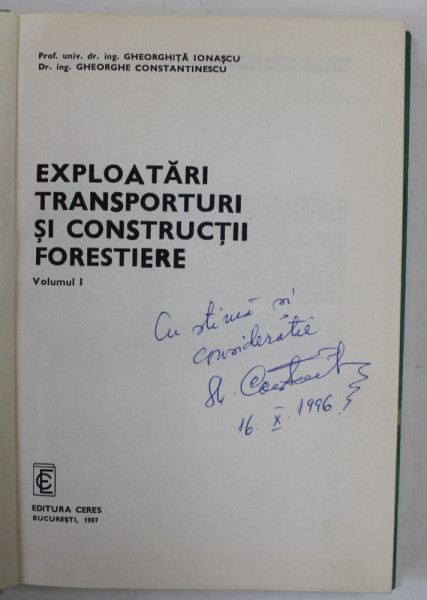 Prof. univ. dr. ing. GHEORGHIȚĂ IONAȘCU
Dr. ing. GHEORGHE CONSTANTINESCU
EXPLOATĂRI
TRANSPORTURI
ȘI CONSTRUCȚII
FORESTIERE
Volumul I
Cu stimă și
considerație
16. X. 1996
CE
EDITURA CERES
BUCUREȘTI, 1987